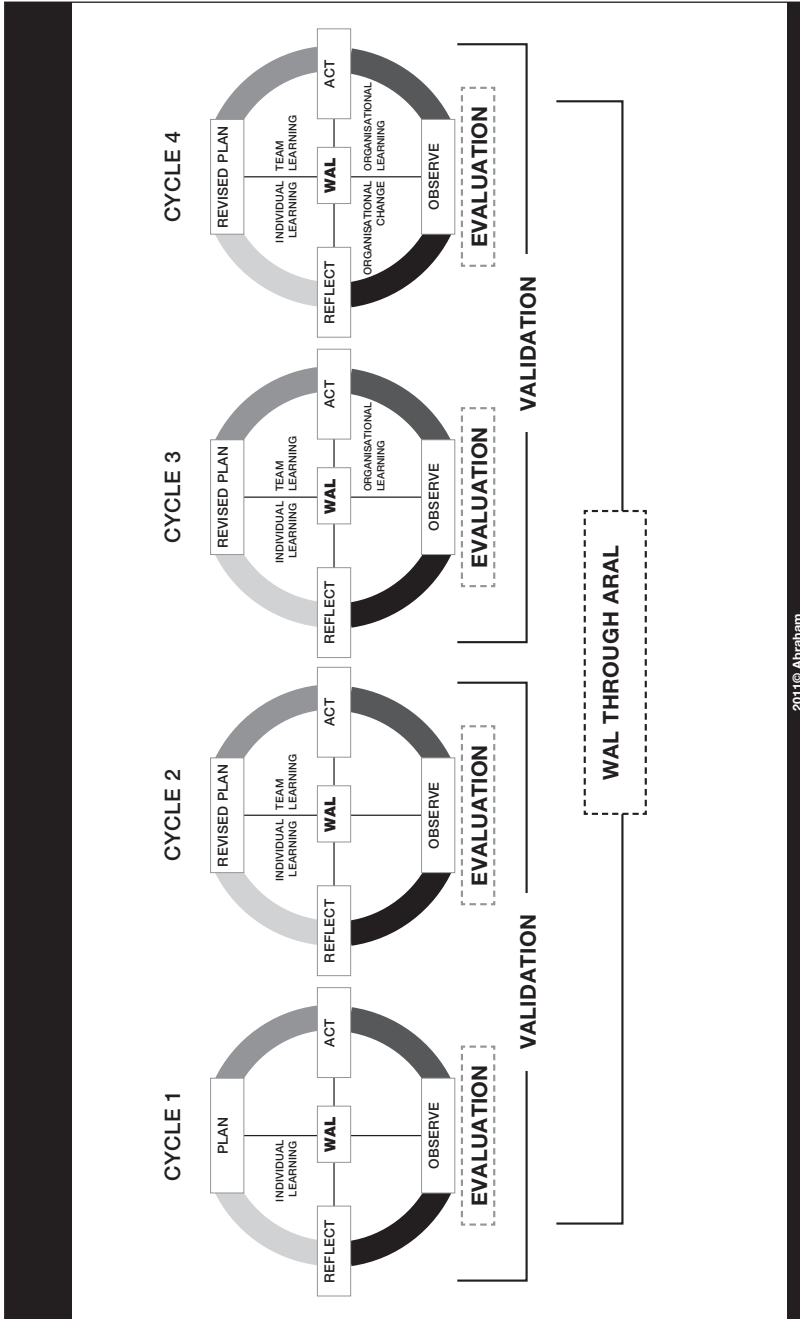 CYCLE 1
PLAN
INDIVIDUAL
LEARNING
REFLECT
WAL
ACT
OBSERVE
EVALUATION
CYCLE 2
REVISED PLAN
INDIVIDUAL
LEARNING
TEAM
LEARNING
REFLECT
WAL
ACT
OBSERVE
EVALUATION
VALIDATION
CYCLE 3
REVISED PLAN
INDIVIDUAL
LEARNING
TEAM
LEARNING
REFLECT
WAL
ACT
ORGANISATIONAL
LEARNING
OBSERVE
EVALUATION
CYCLE 4
REVISED PLAN
INDIVIDUAL
LEARNING
TEAM
LEARNING
REFLECT
WAL
ACT
ORGANISATIONAL
CHANGE
ORGANISATIONAL
LEARNING
OBSERVE
EVALUATION
VALIDATION
WAL THROUGH ARAL
2011© Abraham